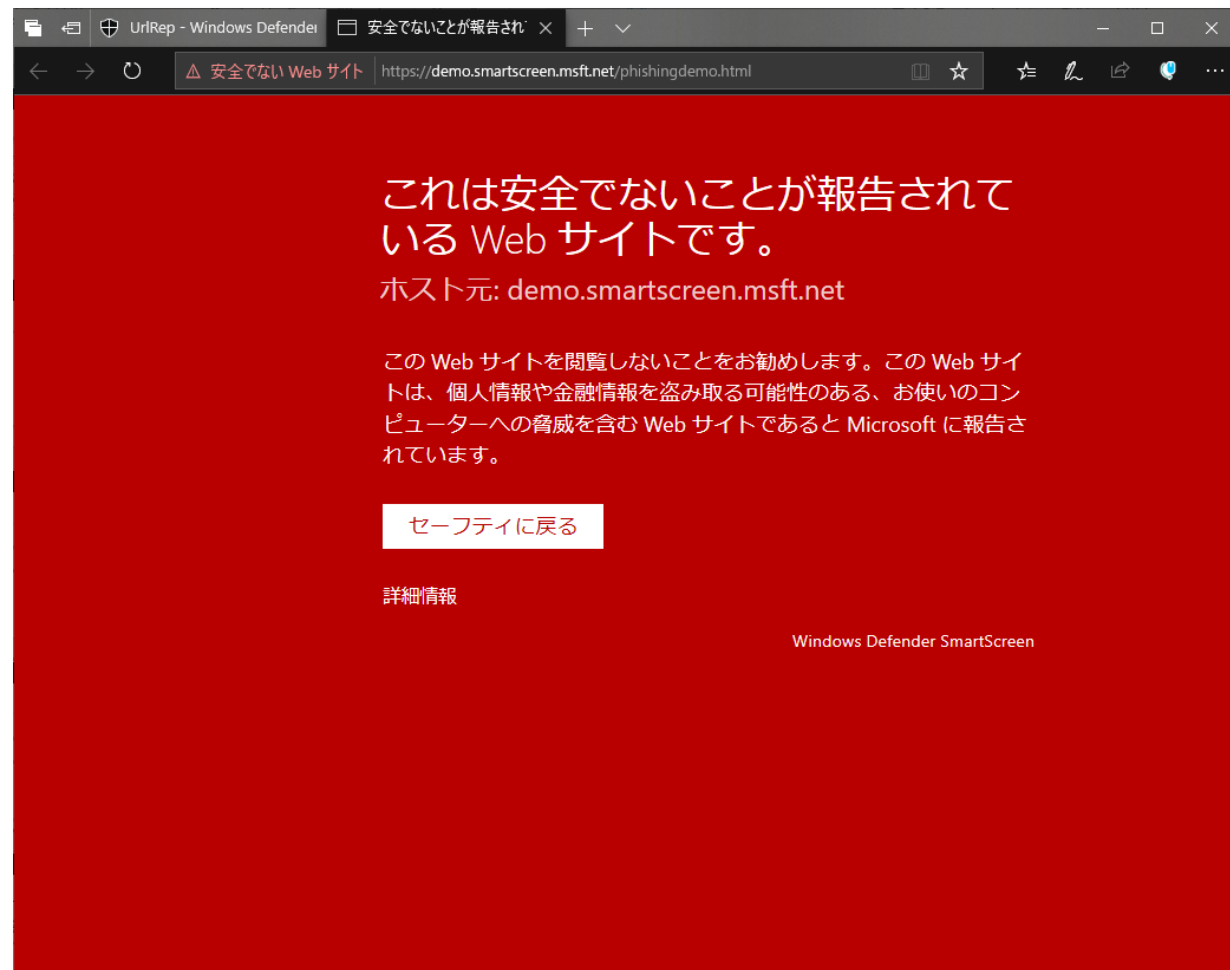 UrlRep - Windows Defender
安全でないことが報告され
安全でない Web サイト
https://demo.smartscreen.msft.net/phishingdemo.html
これは安全でないことが報告されて
いる Web サイトです。
ホスト元: demo.smartscreen.msft.net
この Web サイトを閲覧しないことをお勧めします。この Web サイ
トは、個人情報や金融情報を盗み取る可能性のある、お使いのコン
ピューターへの脅威を含む Web サイトであると Microsoft に報告さ
れています。
セーフティに戻る
詳細情報
Windows Defender SmartScreen